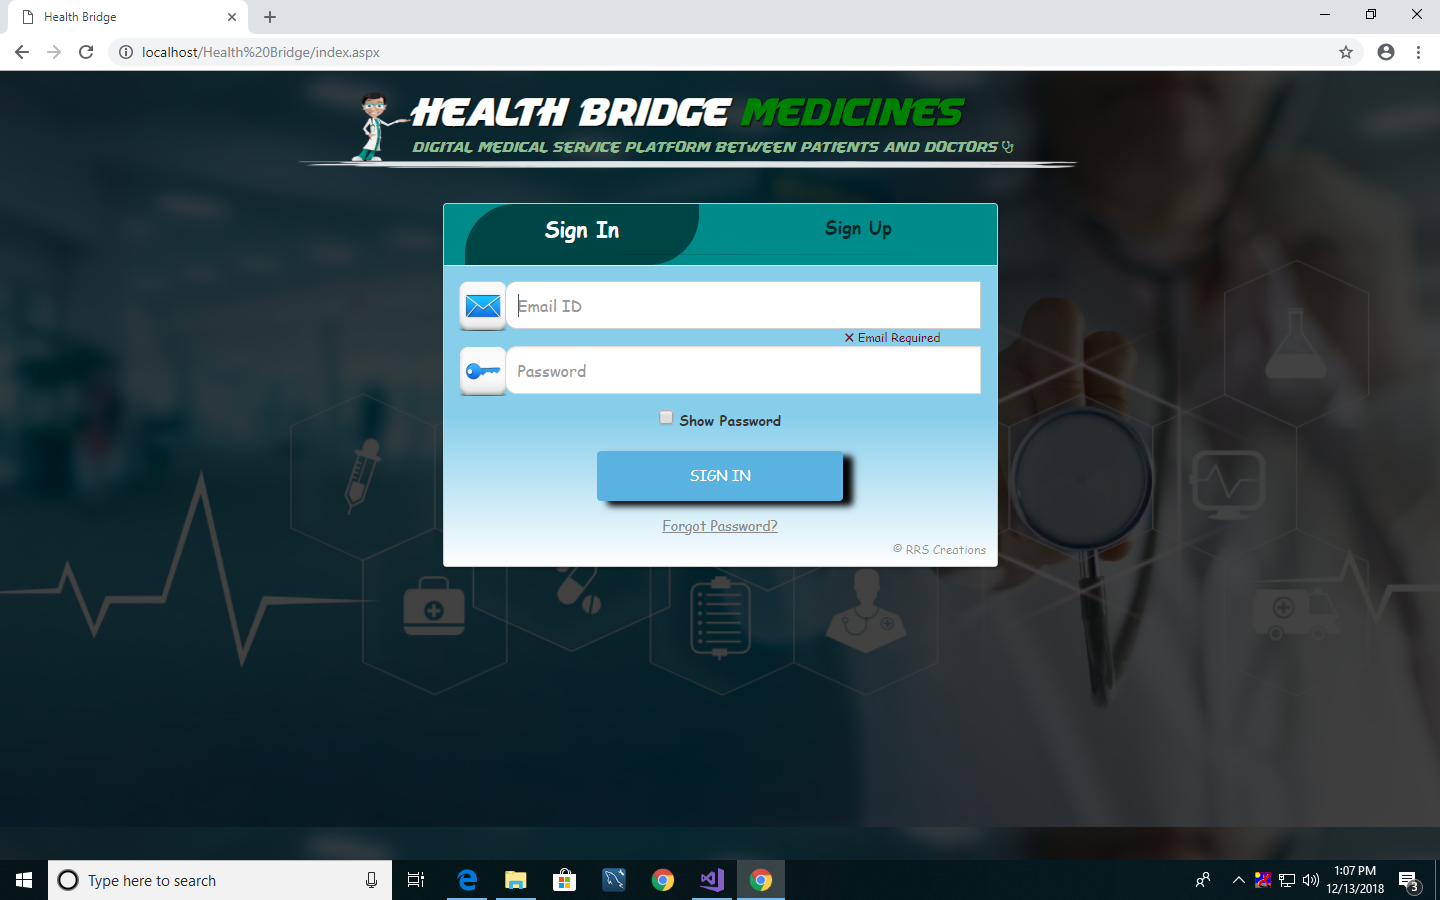 Health Bridge
localhost/Health%20Bridge/index.aspx
HEALTH BRIDGE MEDICINES
DIGITAL MEDICAL SERVICE PLATFORM BETWEEN PATIENTS AND DOCTORS
Sign In
Sign Up
Email ID
✕ Email Required
Password
Show Password
SIGN IN
Forgot Password?
© RRS Creations
Type here to search
1:07 PM
12/13/2018
3